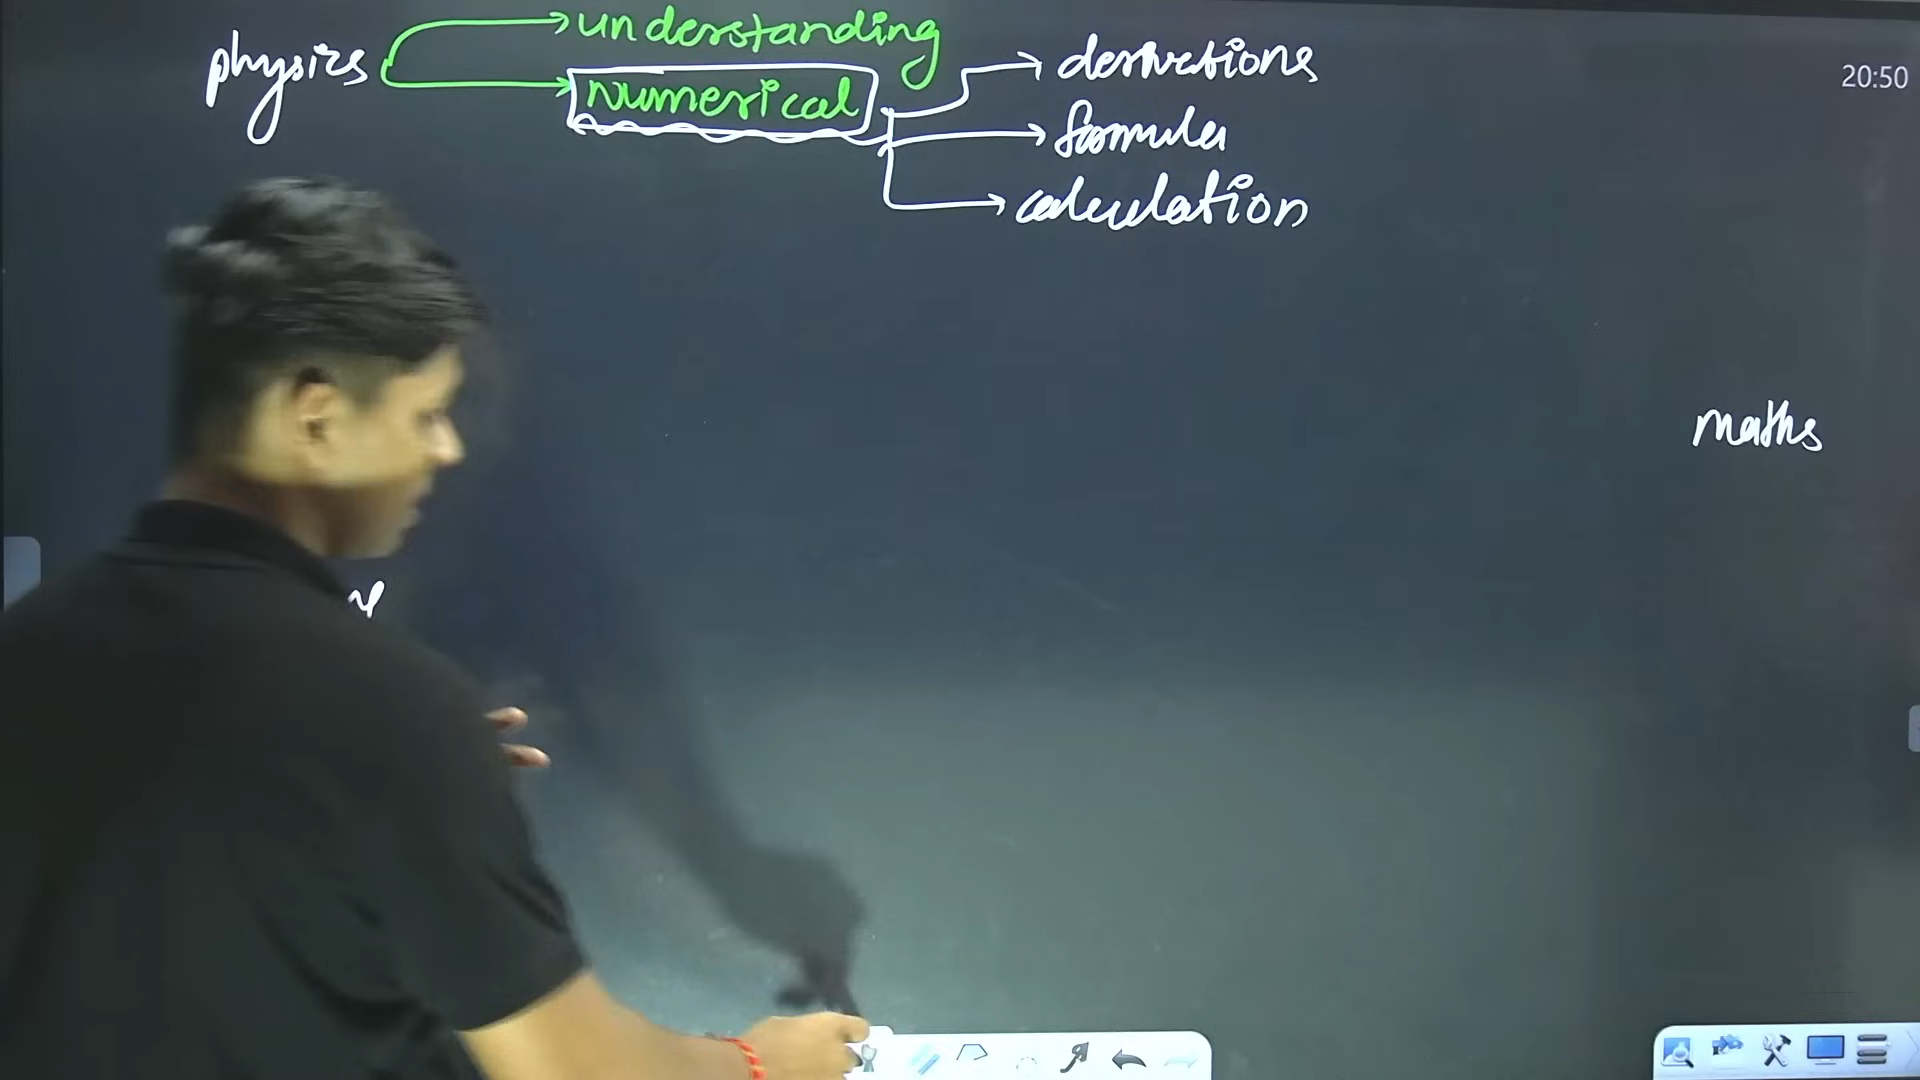 physics
understanding
Numerical
derivations
formula
calculation
20:50
maths